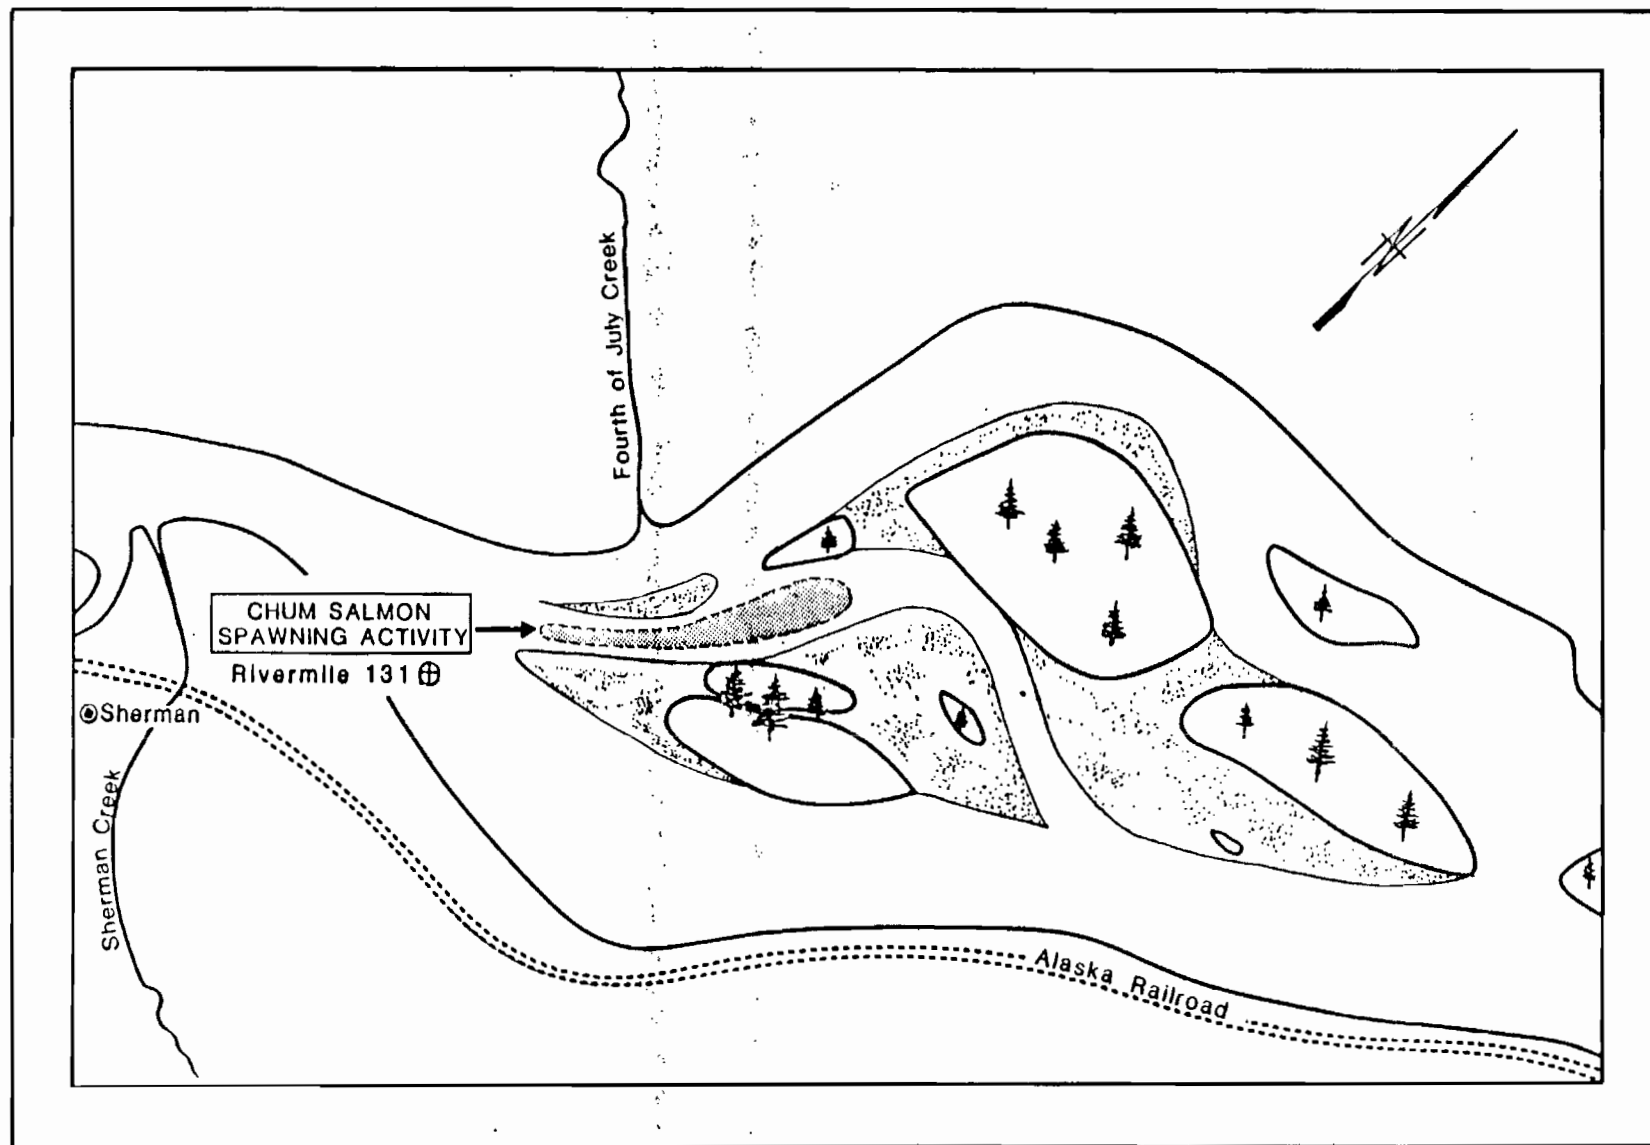 Fourth of July Creek
CHUM SALMON
SPAWNING ACTIVITY
Rivermile 131
Sherman
Sherman Creek
Alaska Railroad